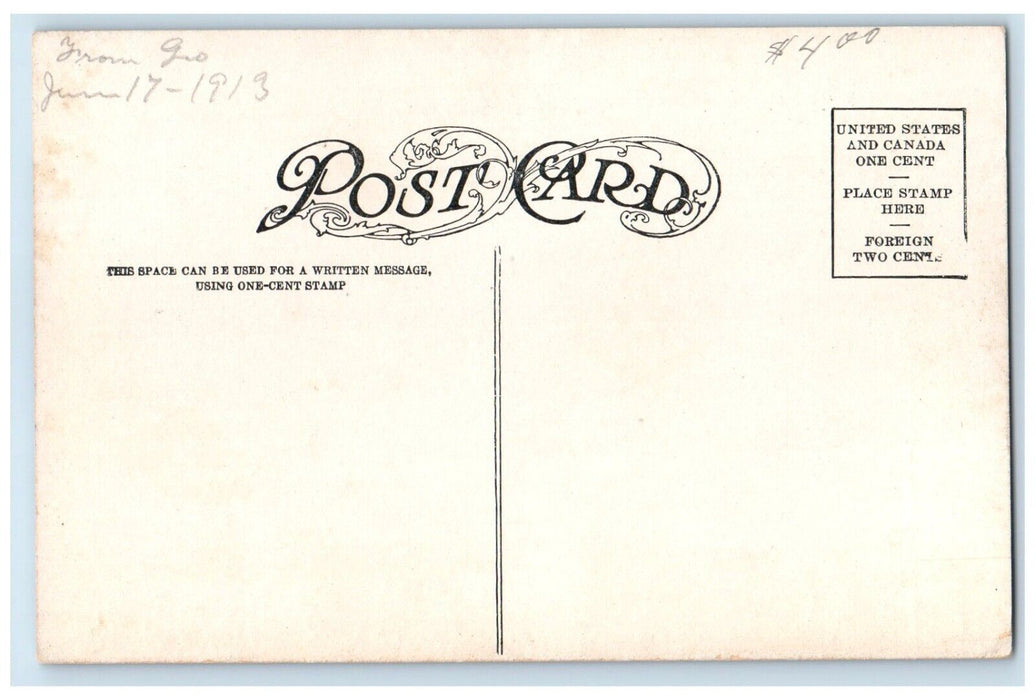 From Geo
June 17-1913
$4 00
POST CARD
UNITED STATES
AND CANADA
ONE CENT
PLACE STAMP
HERE
FOREIGN
TWO CENTS
THIS SPACE CAN BE USED FOR A WRITTEN MESSAGE,
USING ONE-CENT STAMP